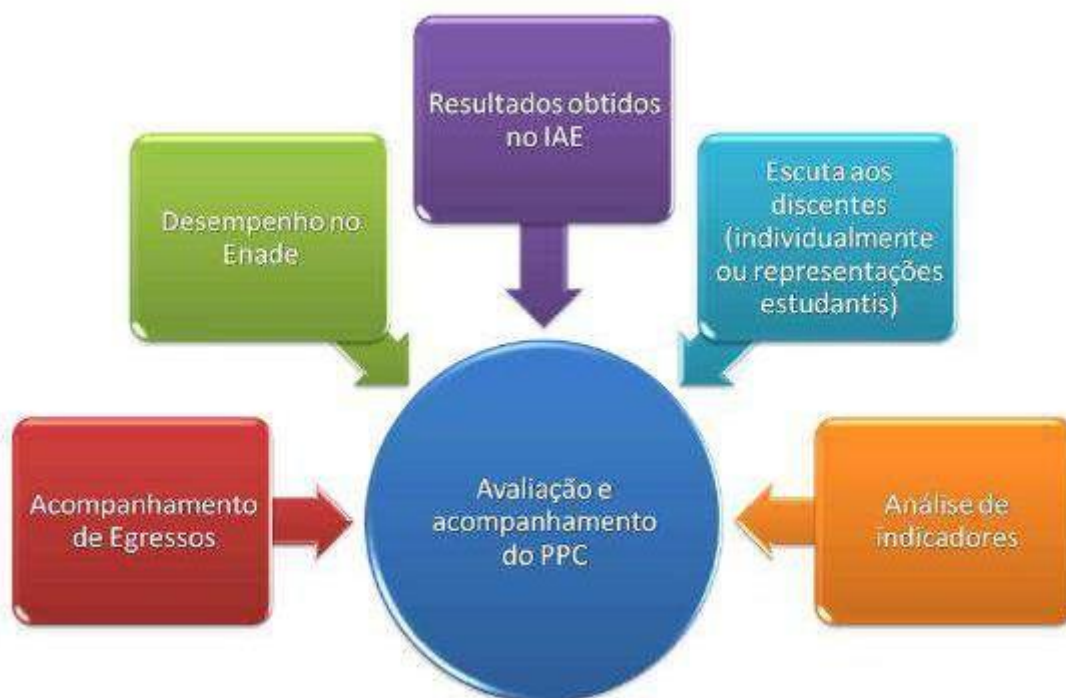 Resultados obtidos
no IAE
Desempenho no
Enade
Escuta aos
discentes
(individualmente
ou representações
estudantis)
Acompanhamento
de Egressos
Avaliação e
acompanhamento
do PPC
Análise de
indicadores